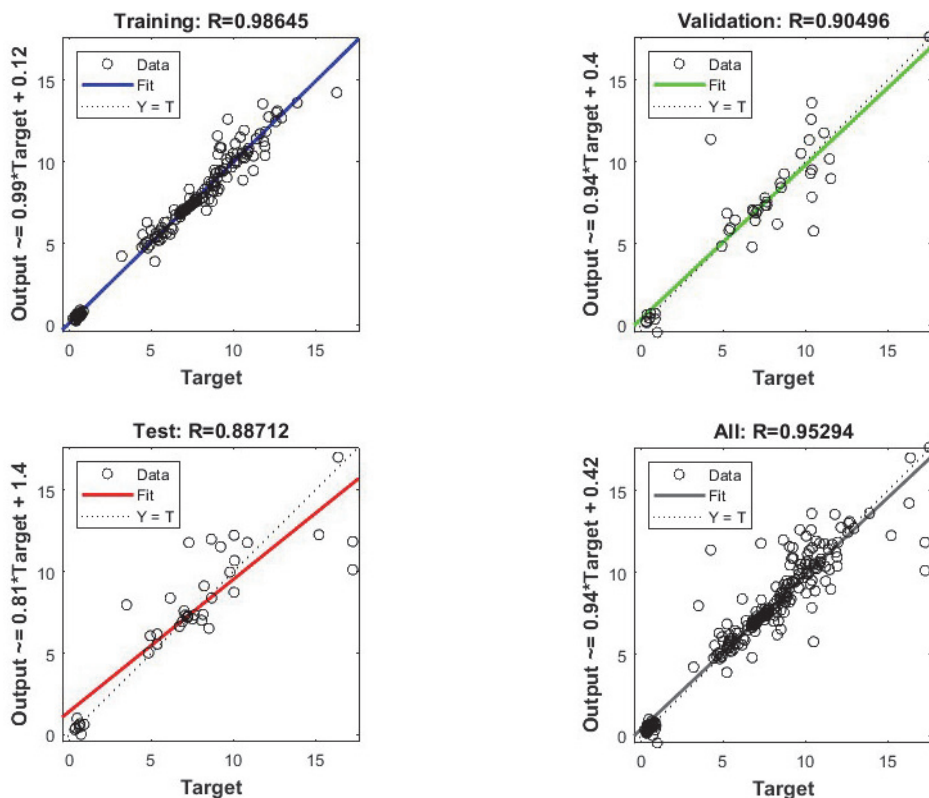 Training: R=0.98645
Output ~= 0.99*Target + 0.12
Data
Fit
Y = T
15
10
5
0
0 5 10 15
Target
Validation: R=0.90496
Output ~= 0.94*Target + 0.4
Data
Fit
Y = T
15
10
5
0
0 5 10 15
Target
Test: R=0.88712
Output ~= 0.81*Target + 1.4
Data
Fit
Y = T
15
10
5
0
0 5 10 15
Target
All: R=0.95294
Output ~= 0.94*Target + 0.42
Data
Fit
Y = T
15
10
5
0
0 5 10 15
Target